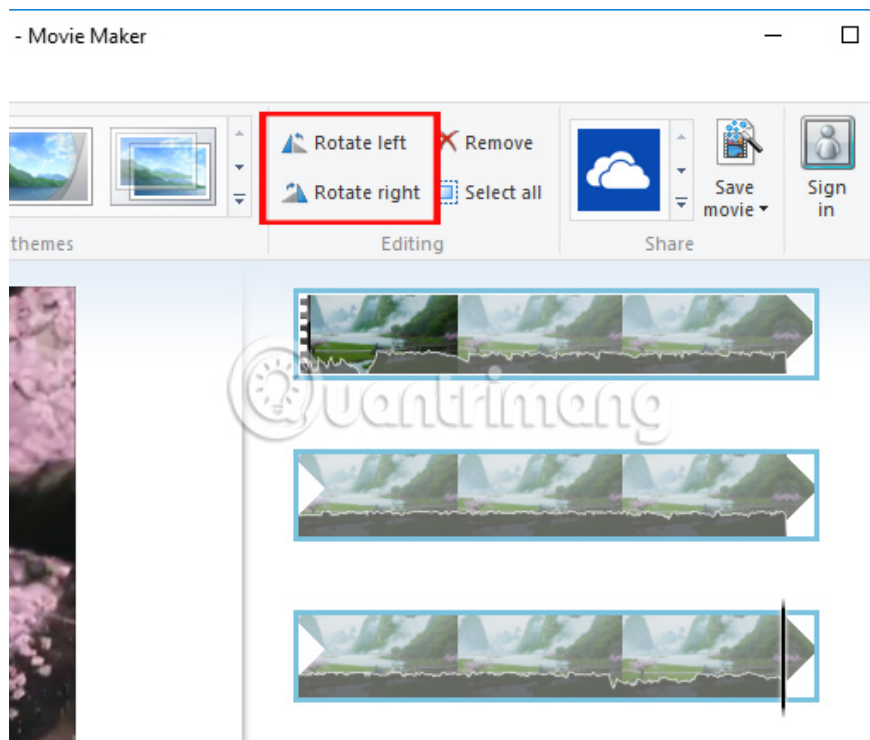 - Movie Maker
Rotate left
Remove
Rotate right
Select all
Save
movie
Sign
in
themes
Editing
Share
Quantrimang